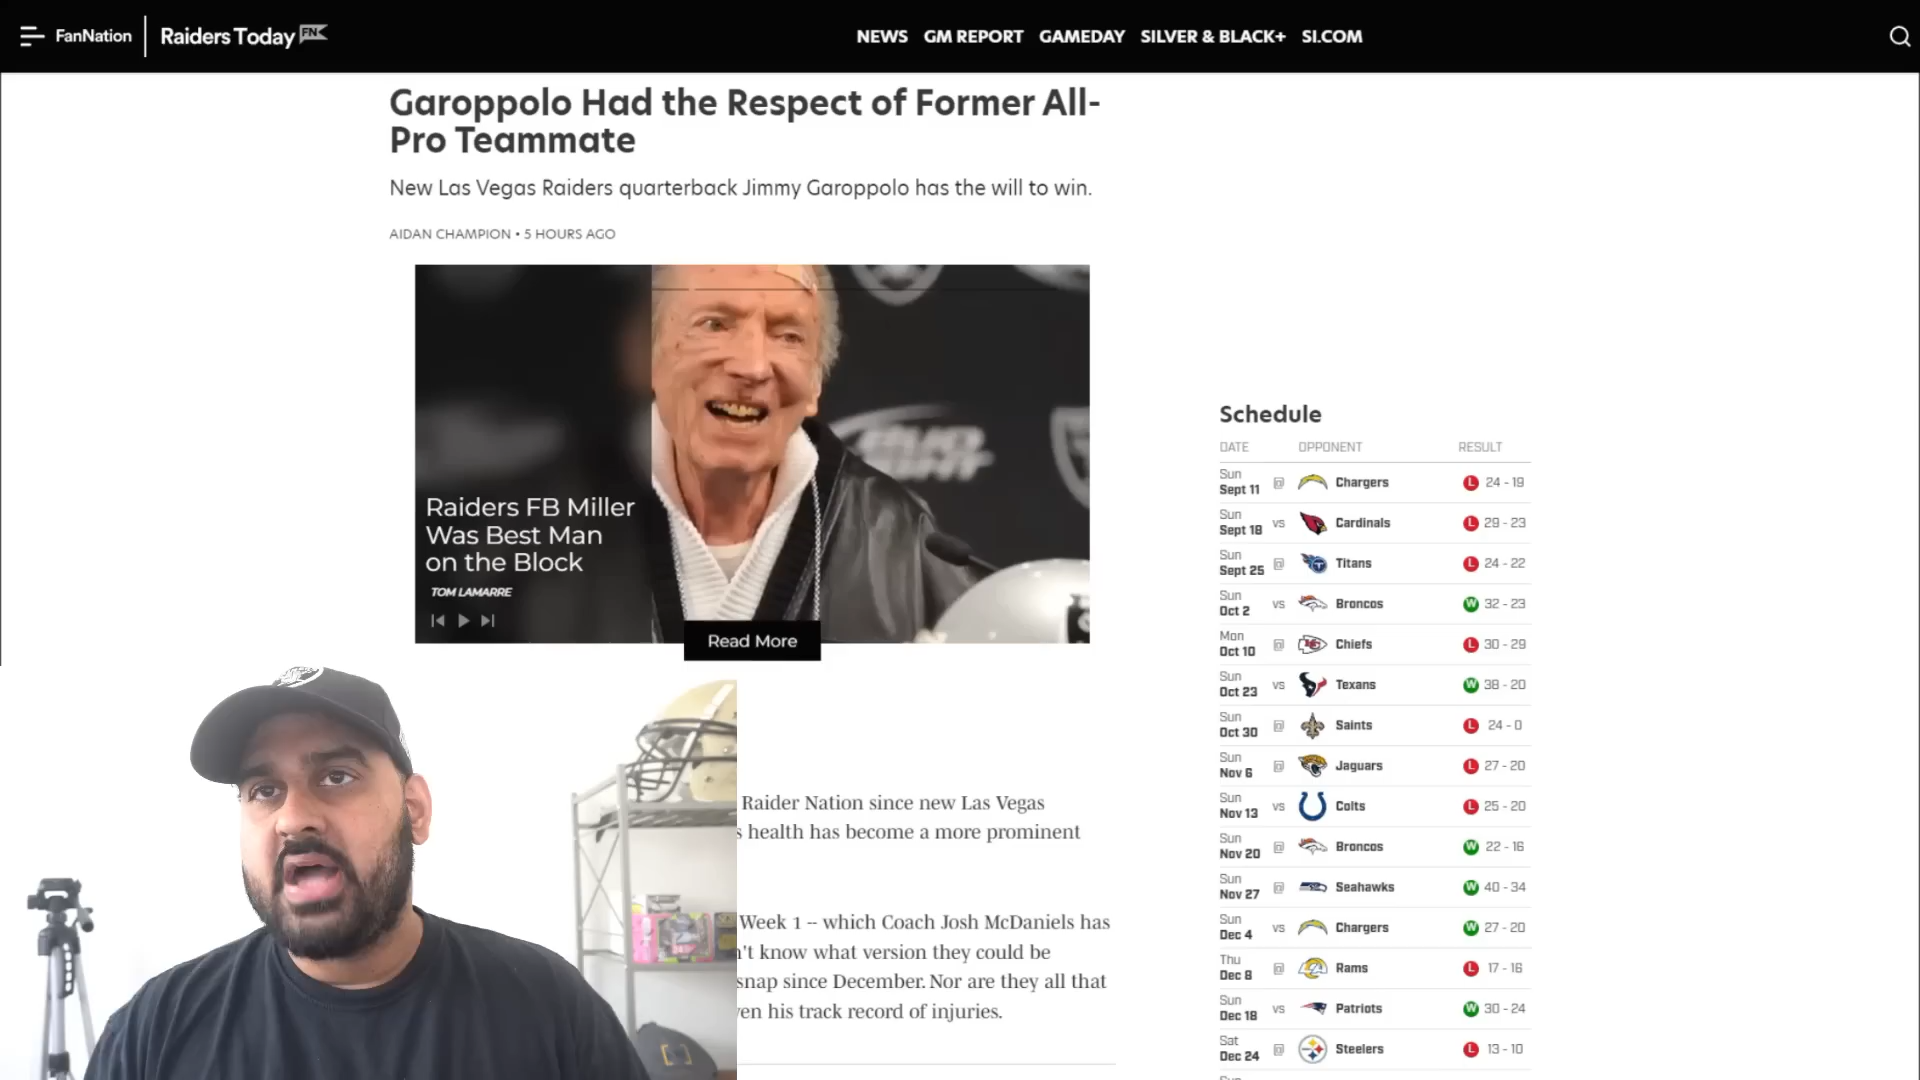 FanNation
Raiders Today FN
NEWS GM REPORT GAMEDAY SILVER & BLACK+ SI.COM
Garoppolo Had the Respect of Former All-
Pro Teammate
New Las Vegas Raiders quarterback Jimmy Garoppolo has the will to win.
AIDAN CHAMPION • 5 HOURS AGO
BUD LIGHT
Raiders FB Miller
Was Best Man
on the Block
TOM LAMARRE
Read More
Raider Nation since new Las Vegas
s health has become a more prominent
Week 1 -- which Coach Josh McDaniels has
't know what version they could be
snap since December. Nor are they all that
en his track record of injuries.
Schedule
DATE OPPONENT RESULT
Sun
Sept 11 @ Chargers L 24 - 19
Sun
Sept 18 vs Cardinals L 29 - 23
Sun
Sept 25 @ Titans L 24 - 22
Sun
Oct 2 vs Broncos W 32 - 23
Mon
Oct 10 @ Chiefs L 30 - 29
Sun
Oct 23 vs Texans W 38 - 20
Sun
Oct 30 @ Saints L 24 - 0
Sun
Nov 6 @ Jaguars L 27 - 20
Sun
Nov 13 vs Colts L 25 - 20
Sun
Nov 20 @ Broncos W 22 - 16
Sun
Nov 27 @ Seahawks W 40 - 34
Sun
Dec 4 vs Chargers W 27 - 20
Thu
Dec 8 @ Rams L 17 - 16
Sun
Dec 18 vs Patriots W 30 - 24
Sat
Dec 24 @ Steelers L 13 - 10